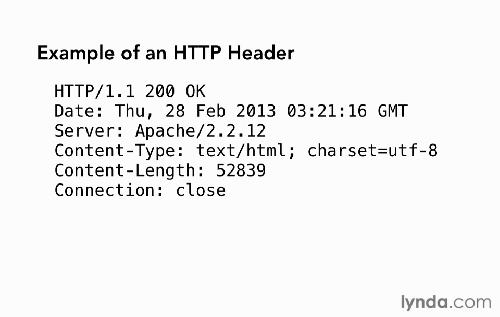 Example of an HTTP Header
HTTP/1.1 200 OK
Date: Thu, 28 Feb 2013 03:21:16 GMT
Server: Apache/2.2.12
Content-Type: text/html; charset=utf-8
Content-Length: 52839
Connection: close
lynda.com